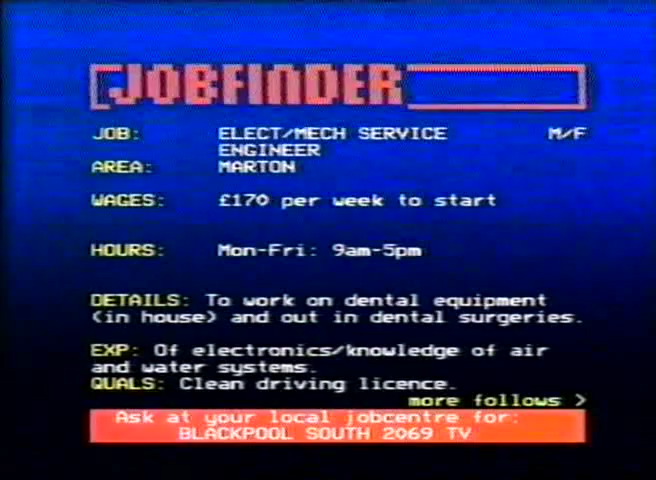 JOBFINDER
JOB: ELECT/MECH SERVICE M/F
ENGINEER
AREA: MARTON
WAGES: £170 per week to start
HOURS: Mon-Fri: 9am-5pm
DETAILS: To work on dental equipment
(in house) and out in dental surgeries.
EXP: Of electronics/knowledge of air
and water systems.
QUALS: Clean driving licence.
more follows >
Ask at your local jobcentre for:
BLACKPOOL SOUTH 2069 TV